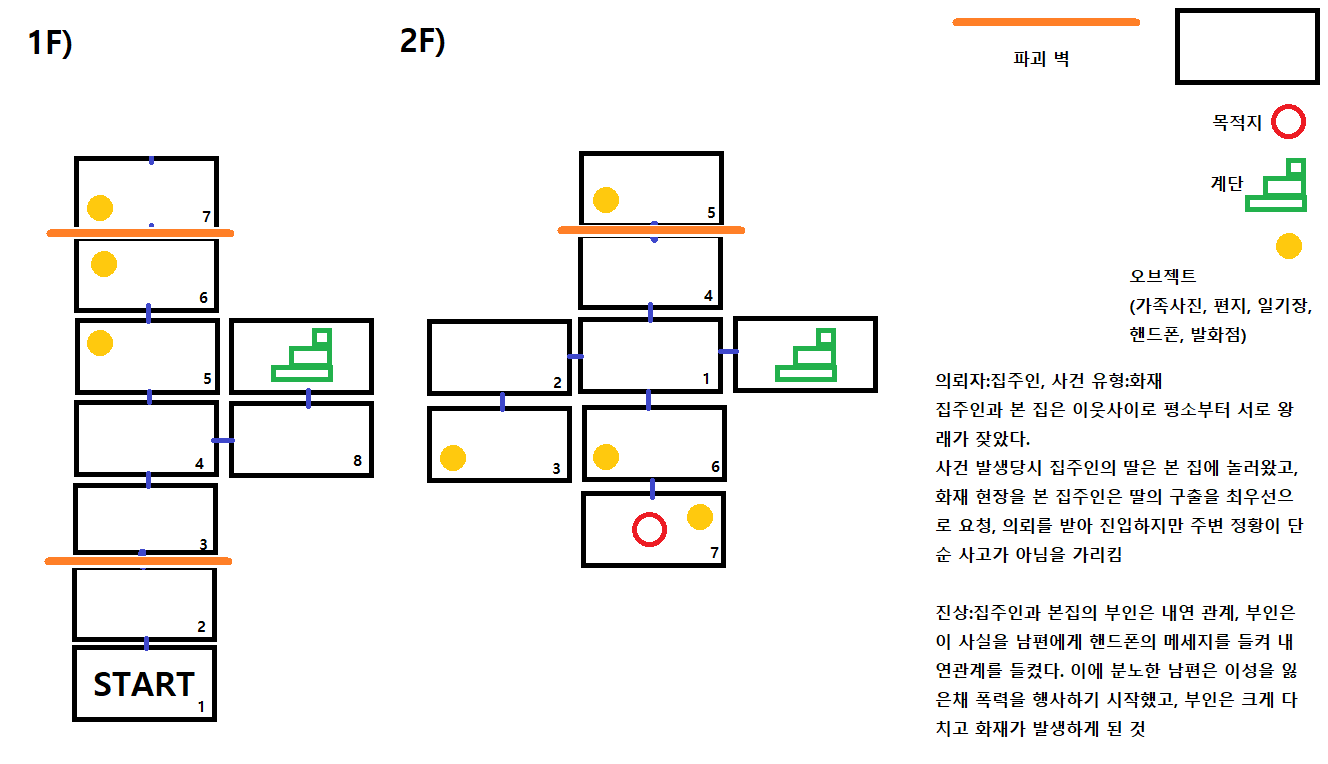 1F)
2F)
파괴 벽
목적지
계단
오브젝트
(가족사진, 편지, 일기장,
핸드폰, 발화점)
7
6
5
4
8
3
2
START
1
5
4
2
1
3
6
7
의뢰자:집주인, 사건 유형:화재
집주인과 본 집은 이웃사이로 평소부터 서로 왕
래가 잦았다.
사건 발생당시 집주인의 딸은 본 집에 놀러왔고,
화재 현장을 본 집주인은 딸의 구출을 최우선으
로 요청, 의뢰를 받아 진입하지만 주변 정황이 단
순 사고가 아님을 가리킴
진상:집주인과 본집의 부인은 내연 관계, 부인은
이 사실을 남편에게 핸드폰의 메세지를 들켜 내
연관계를 들켰다. 이에 분노한 남편은 이성을 잃
은채 폭력을 행사하기 시작했고, 부인은 크게 다
치고 화재가 발생하게 된 것